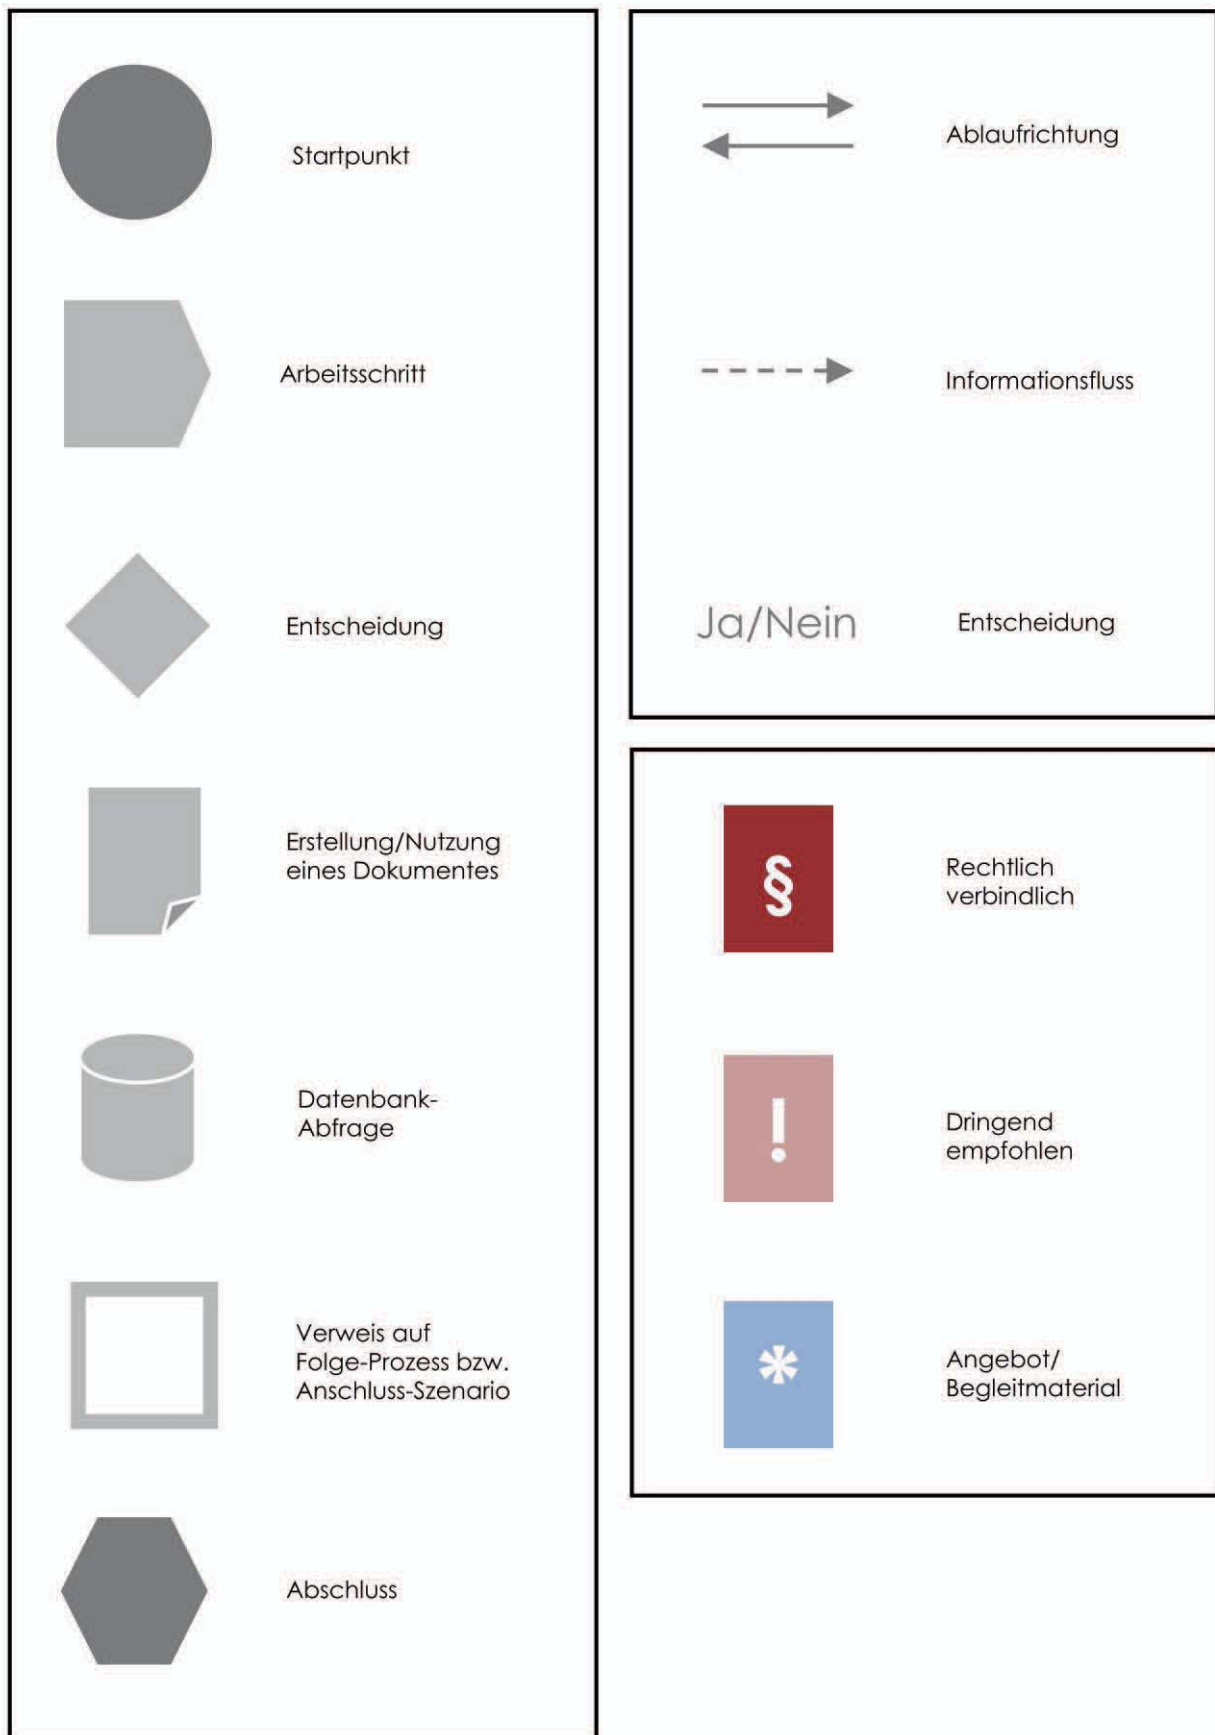 Startpunkt
Arbeitsschritt
Entscheidung
Erstellung/Nutzung
eines Dokumentes
Datenbank-
Abfrage
Verweis auf
Folge-Prozess bzw.
Anschluss-Szenario
Abschluss
Ablaufrichtung
Informationsfluss
Ja/Nein Entscheidung
§ Rechtlich
verbindlich
! Dringend
empfohlen
* Angebot/
Begleitmaterial